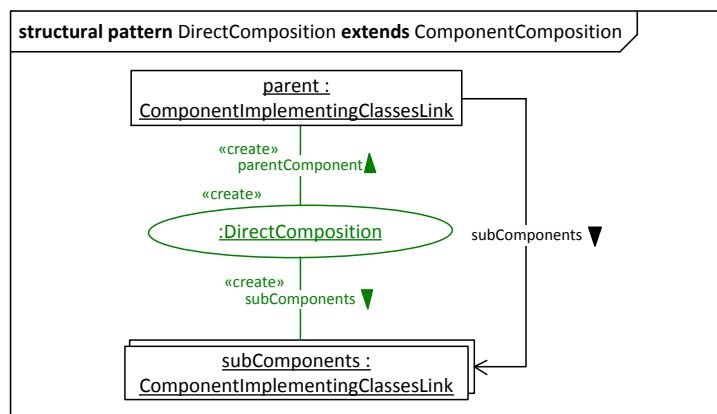 structural pattern DirectComposition extends ComponentComposition
parent :
ComponentImplementingClassesLink
«create»
parentComponent
«create»
:DirectComposition
subComponents
«create»
subComponents
subComponents :
ComponentImplementingClassesLink